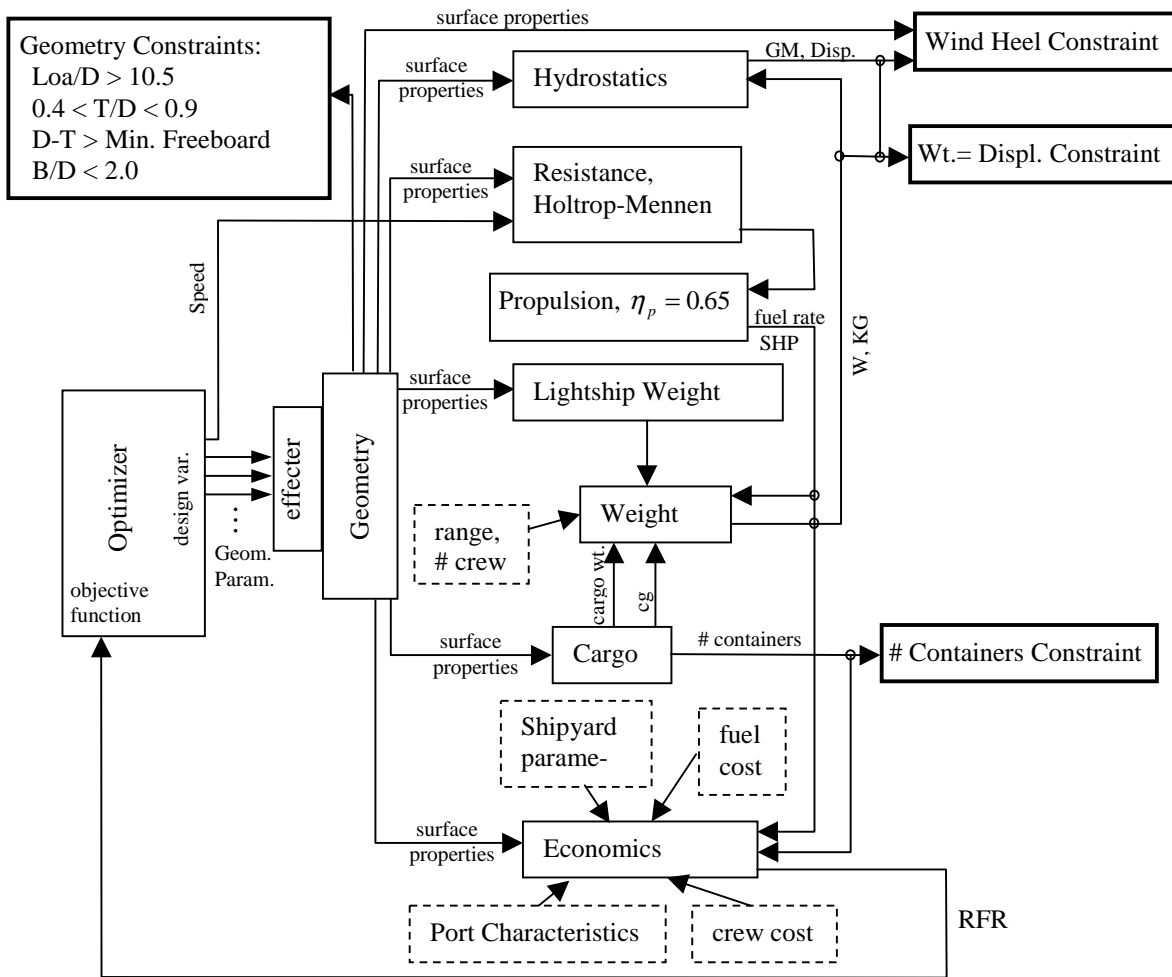 surface properties
Geometry Constraints:
Loa/D > 10.5
0.4 < T/D < 0.9
D-T > Min. Freeboard
B/D < 2.0
Wind Heel Constraint
GM, Disp.
surface
properties
Hydrostatics
Wt.= Displ. Constraint
surface
properties
Resistance,
Holtrop-Mennen
Speed
Propulsion, η_p = 0.65
fuel rate
SHP
W, KG
surface
properties
Lightship Weight
Optimizer
design var.
objective
function
effecter
Geometry
…
Geom.
Param.
range,
# crew
Weight
cargo wt.
cg
surface
properties
Cargo
# containers
# Containers Constraint
Shipyard
parame-
fuel
cost
surface
properties
Economics
Port Characteristics
crew cost
RFR